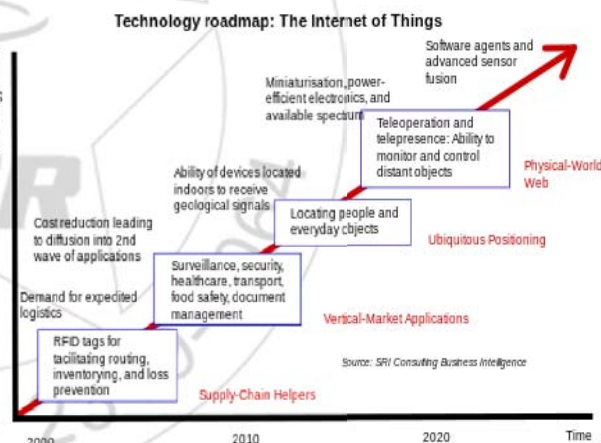 Technology roadmap: The Internet of Things
Software agents and
advanced sensor
fusion
Miniaturisation, power-
efficient electronics, and
available spectrum
Teleoperation and
telepresence: Ability to
monitor and control
distant objects
Physical-World
Web
Ability of devices located
indoors to receive
geological signals
Locating people and
everyday objects
Ubiquitous Positioning
Cost reduction leading
to diffusion into 2nd
wave of applications
Surveillance, security,
healthcare, transport,
food safety, document
management
Vertical-Market Applications
Demand for expedited
logistics
RFID tags for
facilitating routing,
inventorying, and loss
prevention
Supply-Chain Helpers
Source: SRI Consulting Business Intelligence
2000
2010
2020
Time